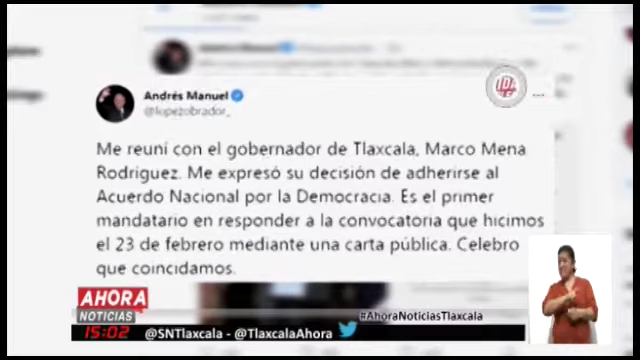 Andrés Manuel
@lopezobrador_
Me reuní con el gobernador de Tlaxcala, Marco Mena
Rodríguez. Me expresó su decisión de adherirse al
Acuerdo Nacional por la Democracia. Es el primer
mandatario en responder a la convocatoria que hicimos
el 23 de febrero mediante una carta pública. Celebro
que coincidamos.
AHORA
NOTICIAS
#AhoraNoticiasTlaxcala
15:02
@SNTlaxcala - @TlaxcalaAhora